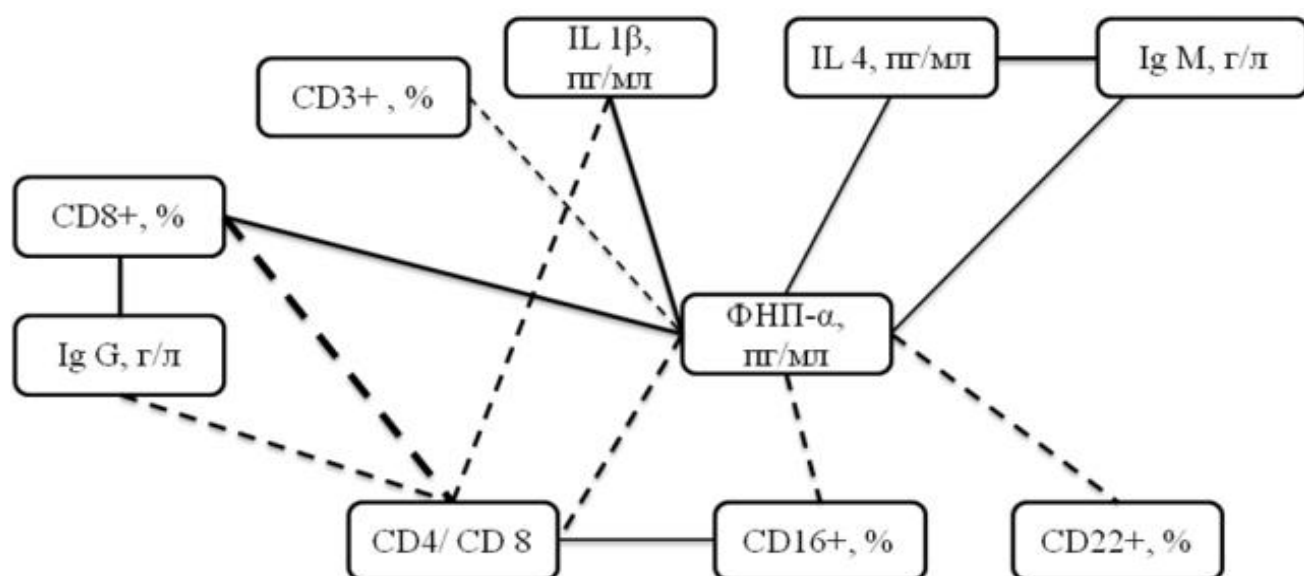 IL 1β,
пг/мл
IL 4, пг/мл
Ig M, г/л
CD3+ , %
CD8+, %
ФНП-α,
пг/мл
Ig G, г/л
CD4/ CD 8
CD16+, %
CD22+, %